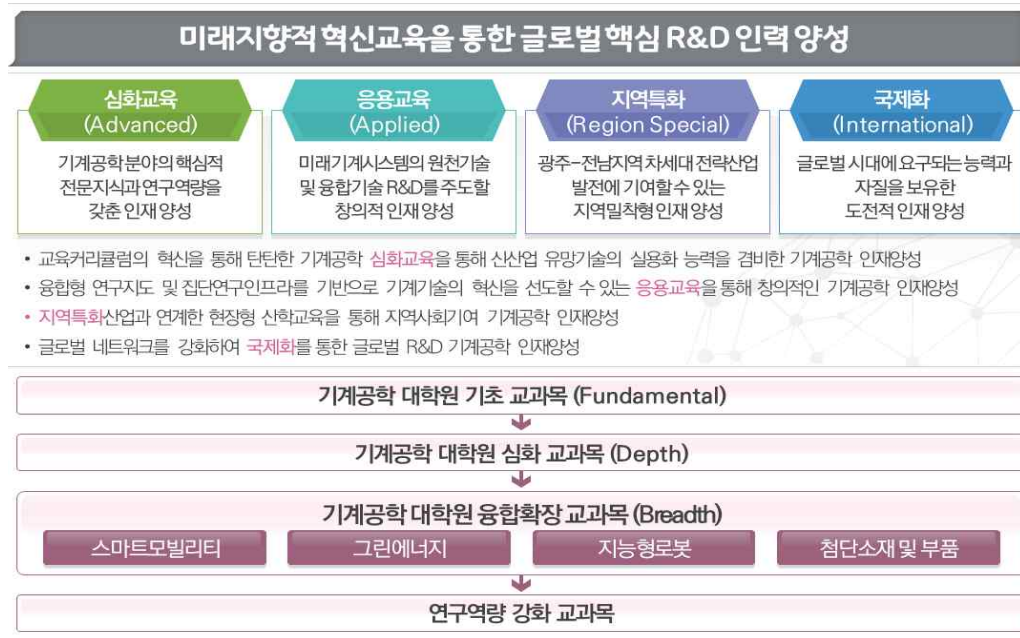 미래지향적 혁신교육을 통한 글로벌 핵심 R&D 인력 양성
심화교육
(Advanced)
기계공학 분야의 핵심적
전문지식과 연구역량을
갖춘 인재 양성
응용교육
(Applied)
미래기계시스템의 원천기술
및 융합기술 R&D를 주도할
창의적 인재 양성
지역특화
(Region Special)
광주-전남지역 차세대 전략산업
발전에 기여할 수 있는
지역밀착형 인재 양성
국제화
(International)
글로벌 시대에 요구되는 능력과
자질을 보유한
도전적 인재 양성
• 교육커리큘럼의 혁신을 통해 탄탄한 기계공학 심화교육을 통해 신산업 유망기술의 실용화 능력을 겸비한 기계공학 인재양성
• 융합형 연구지도 및 집단연구인프라를 기반으로 기계기술의 혁신을 선도할 수 있는 응용교육을 통해 창의적인 기계공학 인재양성
• 지역특화산업과 연계한 현장형 산학교육을 통해 지역사회기여 기계공학 인재양성
• 글로벌 네트워크를 강화하여 국제화를 통한 글로벌 R&D 기계공학 인재양성
기계공학 대학원 기초 교과목 (Fundamental)
기계공학 대학원 심화 교과목 (Depth)
기계공학 대학원 융합확장 교과목 (Breadth)
스마트모빌리티
그린에너지
지능형로봇
첨단소재 및 부품
연구역량 강화 교과목